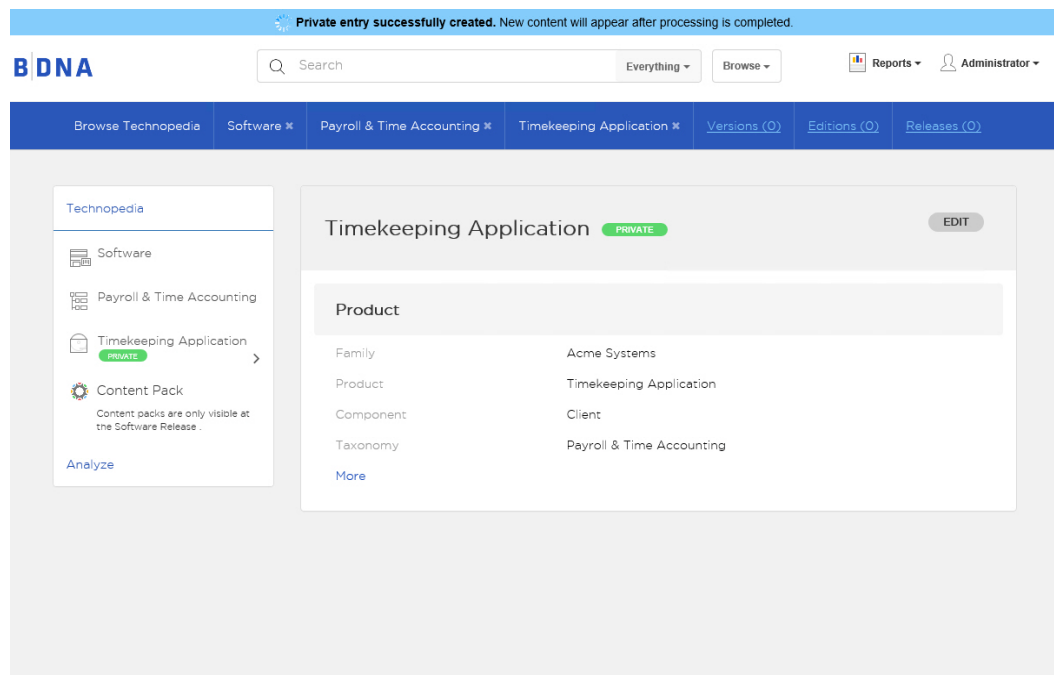 Private entry successfully created. New content will appear after processing is completed.
BDNA
Search
Everything
Browse
Reports
Administrator
Browse Technopedia
Software ×
Payroll & Time Accounting ×
Timekeeping Application ×
Versions (0)
Editions (0)
Releases (0)
Technopedia
Software
Payroll & Time Accounting
Timekeeping Application
PRIVATE
Content Pack
Content packs are only visible at
the Software Release .
Analyze
Timekeeping Application PRIVATE
EDIT
Product
Family Acme Systems
Product Timekeeping Application
Component Client
Taxonomy Payroll & Time Accounting
More